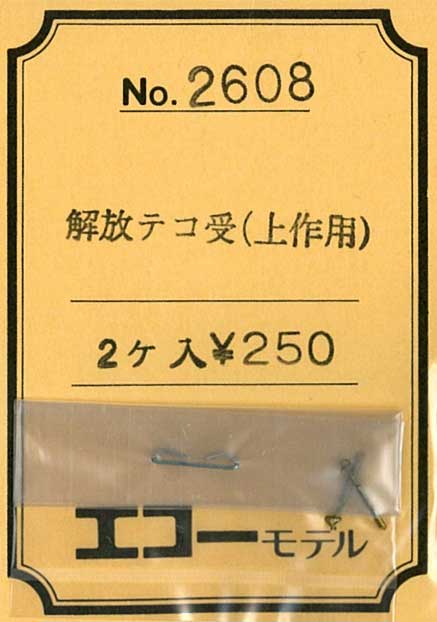 No. 2608
解放テコ受(上作用)
2ケ入¥250
エコーモデル